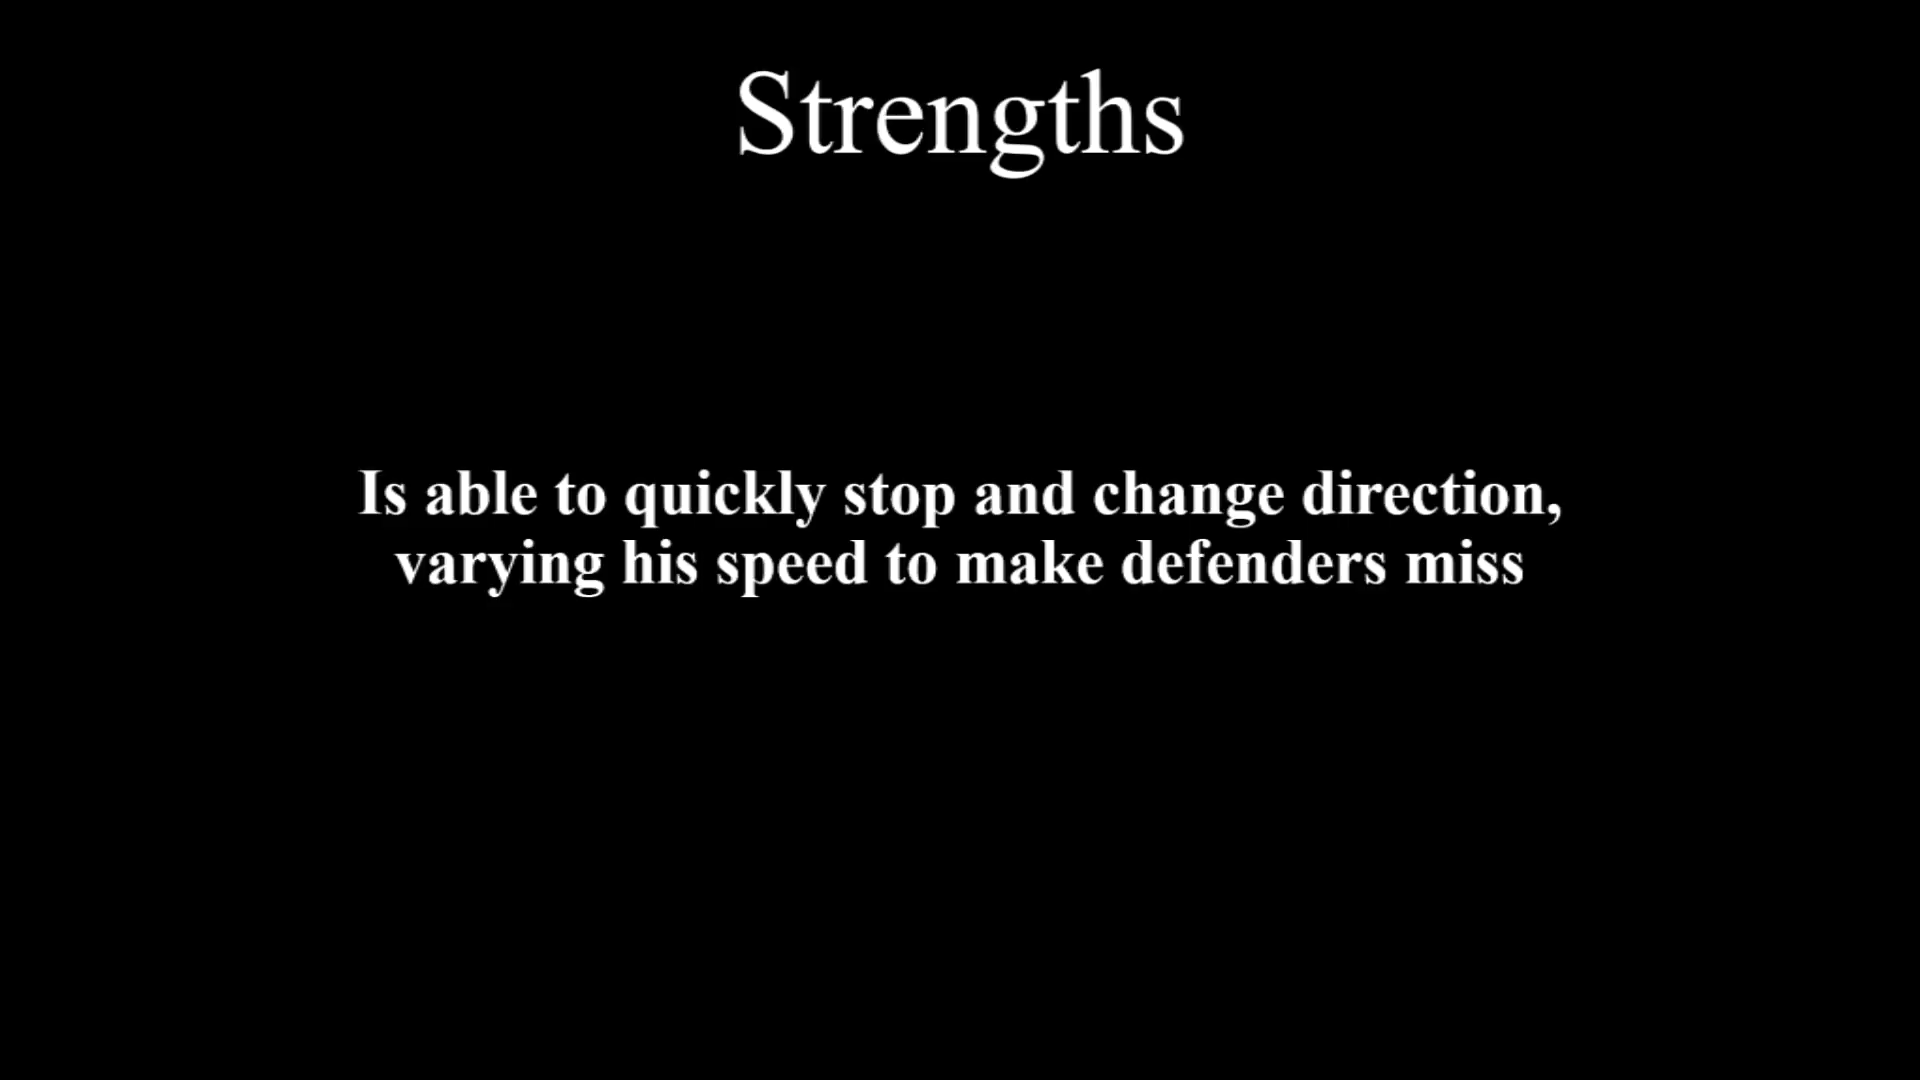 Strengths
Is able to quickly stop and change direction,
varying his speed to make defenders miss